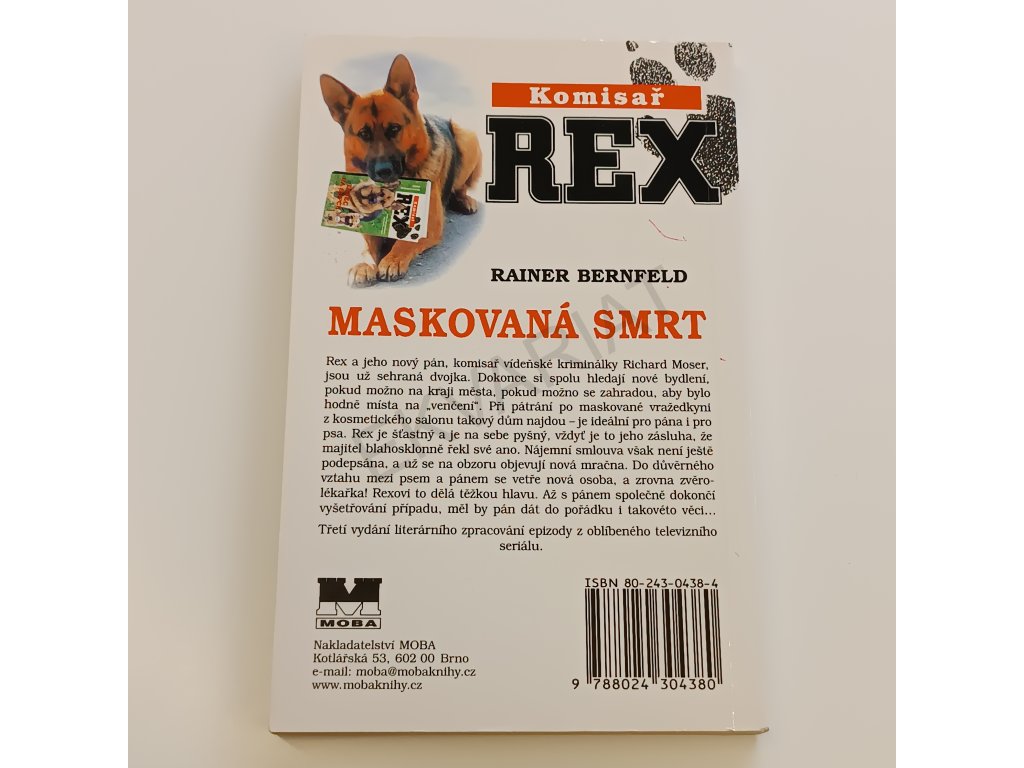 Komisař
REX
RAINER BERNFELD
MASKOVANÁ SMRT
Rex a jeho nový pán, komisař vídeňské kriminálky Richard Moser,
jsou už sehraná dvojka. Dokonce si spolu hledají nové bydlení,
pokud možno na kraji města, pokud možno se zahradou, aby bylo
hodně místa na „venčení“. Při pátrání po maskované vražedkyni
z kosmetického salonu takový dům najdou – je ideální pro pána i pro
psa. Rex je šťastný a je na sebe pyšný, vždyť je to jeho zásluha, že
majitel blahosklonně řekl své ano. Nájemní smlouva však není ještě
podepsána, a už se na obzoru objevují nová mračna. Do důvěrného
vztahu mezi psem a pánem se vetře nová osoba, a zrovna zvěro-
lékařka! Rexovi to dělá těžkou hlavu. Až s pánem společně dokončí
vyšetřování případu, měl by pán dát do pořádku i takovéto věci...
Třetí vydání literárního zpracování epizody z oblíbeného televizního
seriálu.
M
MOBA
Nakladatelství MOBA
Kotlářská 53, 602 00 Brno
e-mail: moba@mobaknihy.cz
www.mobaknihy.cz
ISBN 80-243-0438-4
9 788024 304380
REX